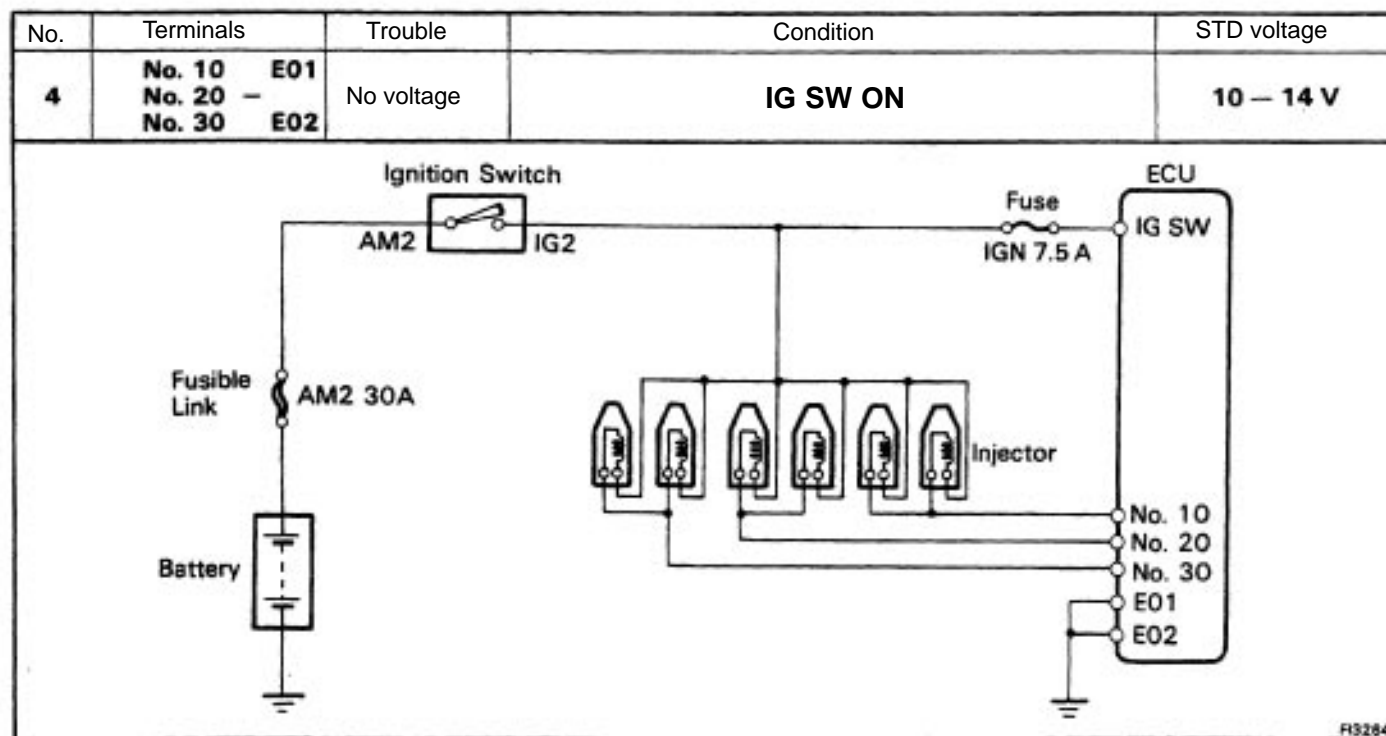 No. Terminals Trouble Condition STD voltage
No. 10 E01
4 No. 20 – No voltage IG SW ON 10 — 14 V
No. 30 E02
Ignition Switch
ECU
Fuse
AM2
IG2
IGN 7.5 A
IG SW
Fusible
Link
AM2 30A
Injector
Battery
No. 10
No. 20
No. 30
E01
E02
FI3284